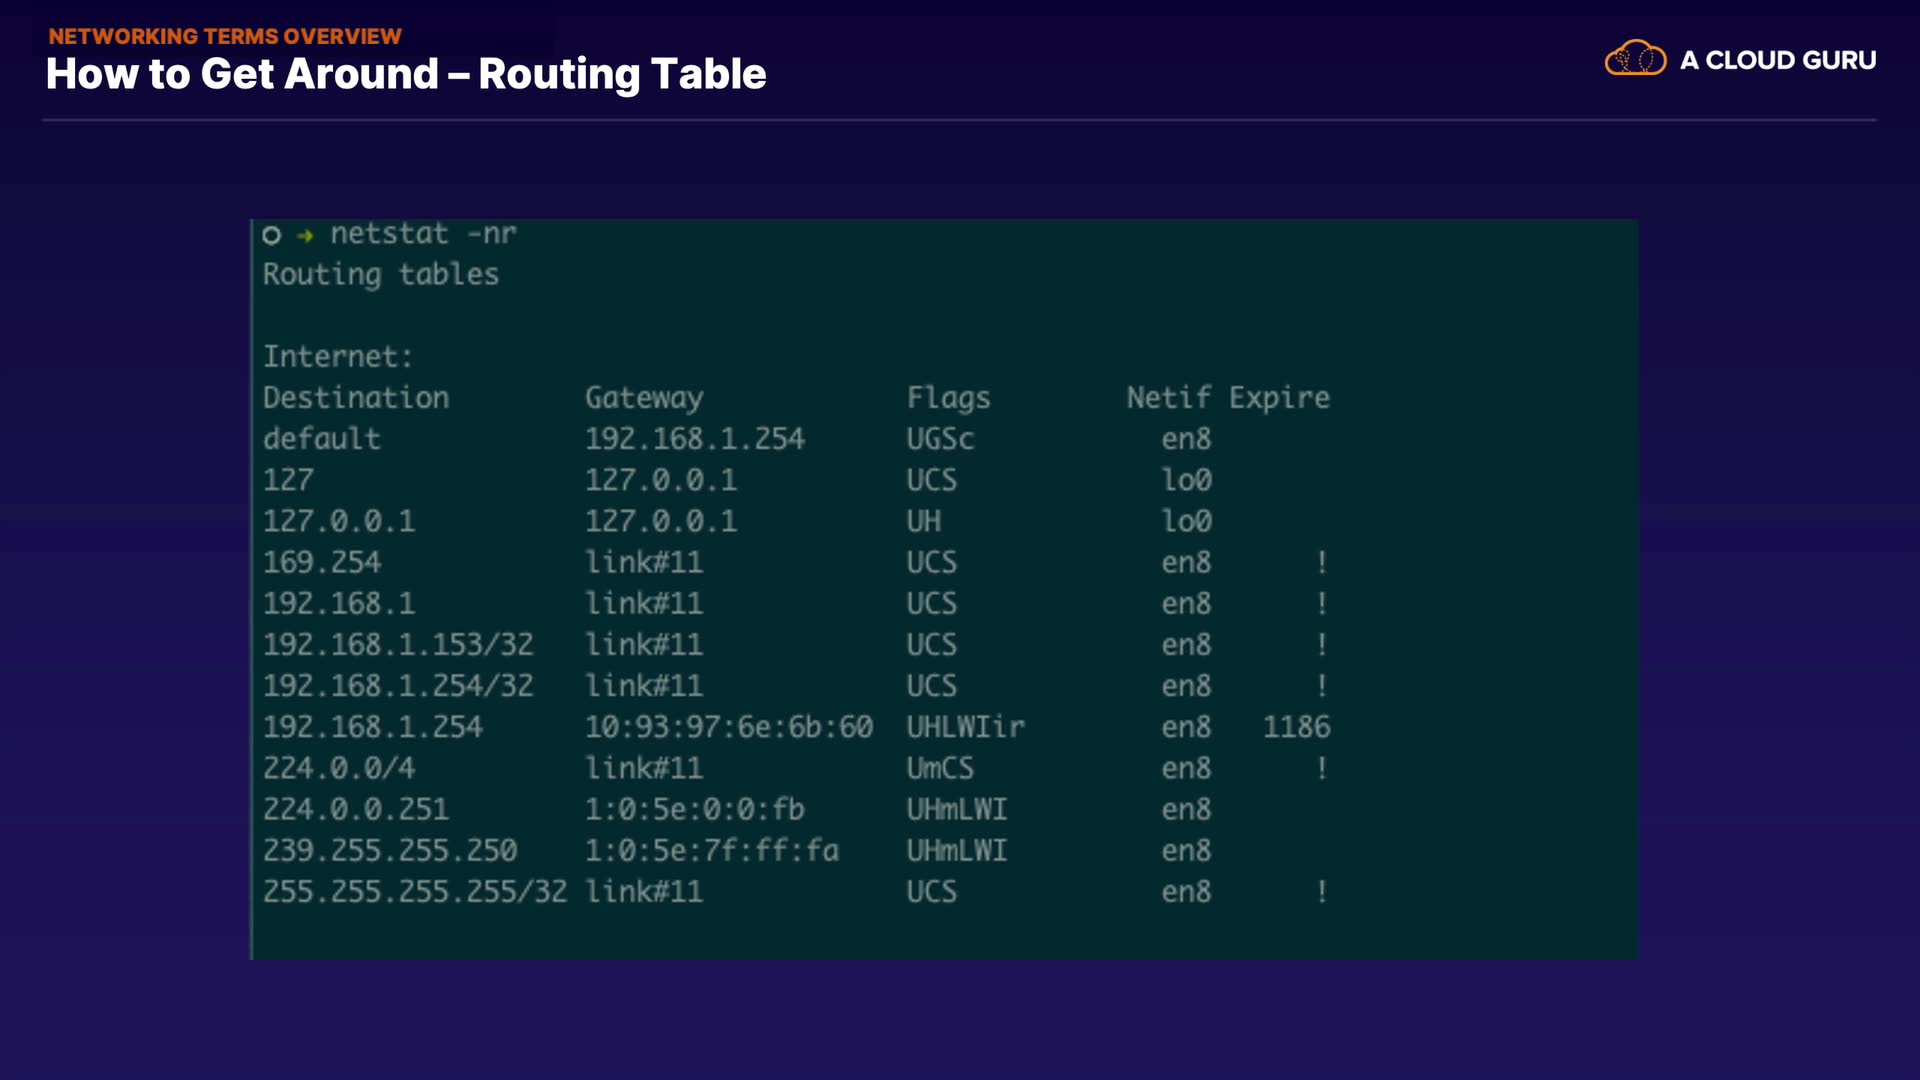 NETWORKING TERMS OVERVIEW
How to Get Around – Routing Table
A CLOUD GURU
netstat -nr
Routing tables
Internet:
Destination Gateway Flags Netif Expire
default 192.168.1.254 UGSc en8
127 127.0.0.1 UCS lo0
127.0.0.1 127.0.0.1 UH lo0
169.254 link#11 UCS en8 !
192.168.1 link#11 UCS en8 !
192.168.1.153/32 link#11 UCS en8 !
192.168.1.254/32 link#11 UCS en8 !
192.168.1.254 10:93:97:6e:6b:60 UHLWIir en8 1186
224.0.0/4 link#11 UmCS en8 !
224.0.0.251 1:0:5e:0:0:fb UHmLWI en8
239.255.255.250 1:0:5e:7f:ff:fa UHmLWI en8
255.255.255.255/32 link#11 UCS en8 !